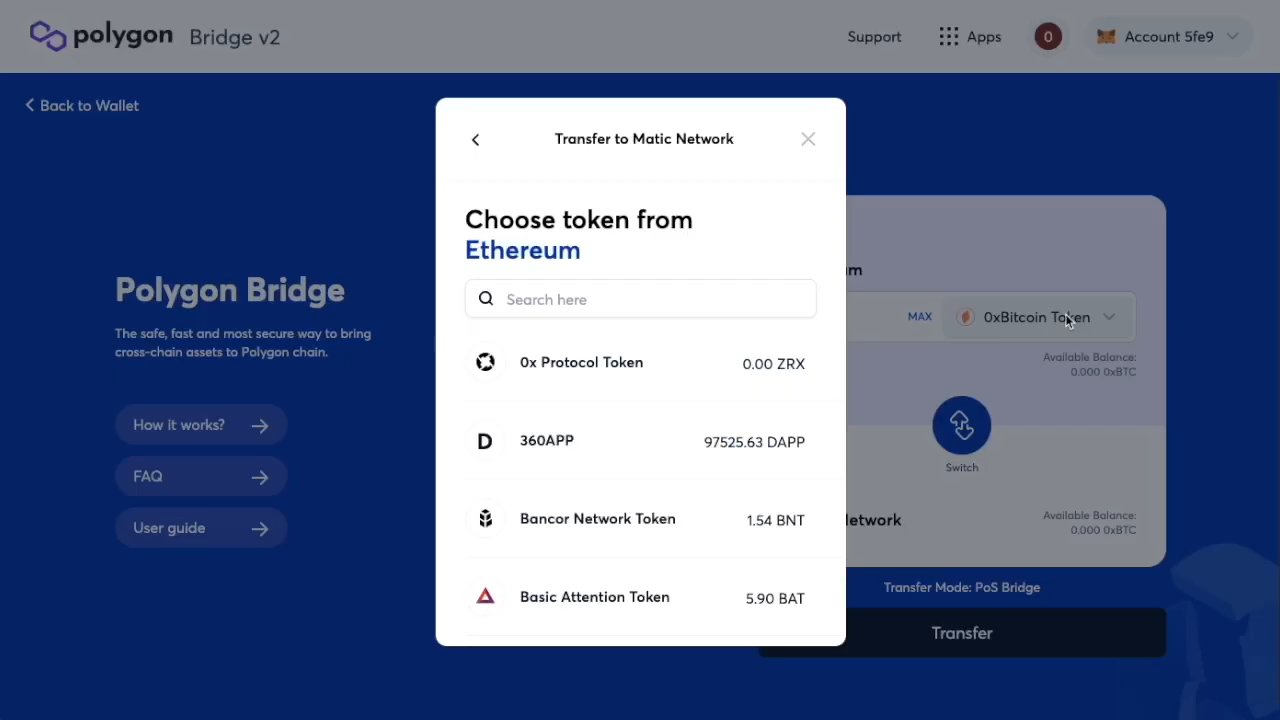 polygon Bridge v2
Support
Apps
0
Account 5fe9
Back to Wallet
Transfer to Matic Network
Choose token from
Ethereum
Search here
0x Protocol Token
0.00 ZRX
360APP
97525.63 DAPP
Bancor Network Token
1.54 BNT
Basic Attention Token
5.90 BAT
Polygon Bridge
The safe, fast and most secure way to bring
cross-chain assets to Polygon chain.
How it works?
FAQ
User guide
MAX
0xBitcoin Token
Available Balance:
0.000 0xBTC
Switch
Available Balance:
0.000 0xBTC
Transfer Mode: PoS Bridge
Transfer